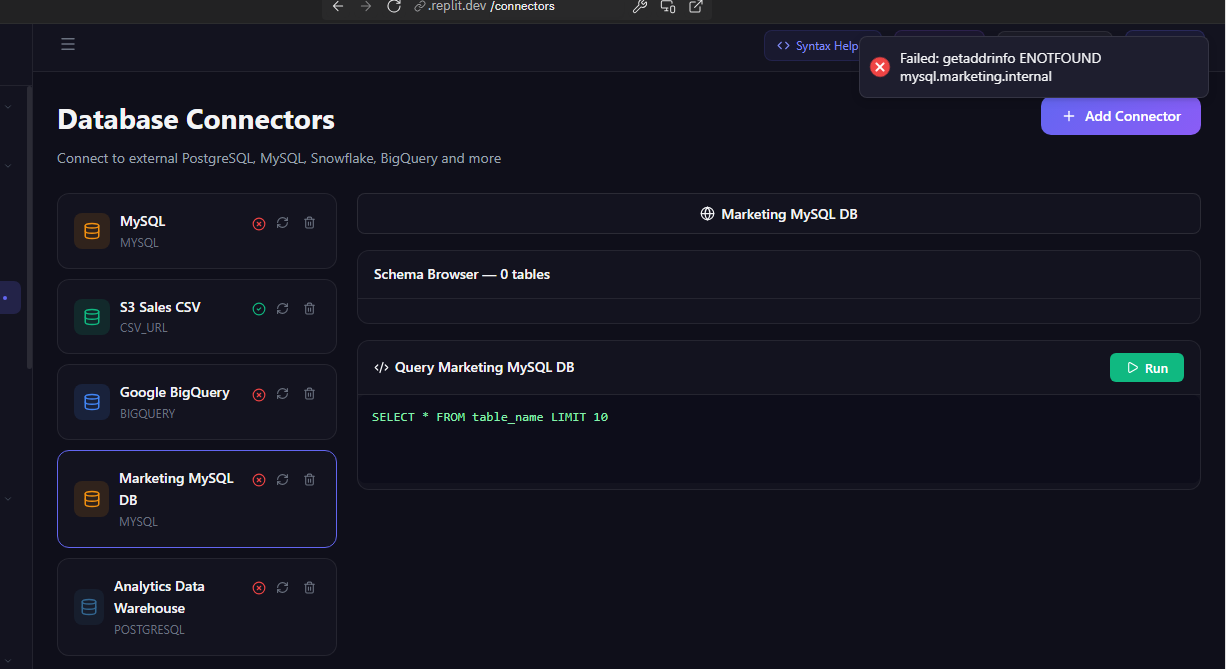 .replit.dev /connectors
Syntax Help
Failed: getaddrinfo ENOTFOUND
mysql.marketing.internal
Database Connectors
Add Connector
Connect to external PostgreSQL, MySQL, Snowflake, BigQuery and more
MySQL
MYSQL
S3 Sales CSV
CSV_URL
Google BigQuery
BIGQUERY
Marketing MySQL
DB
MYSQL
Analytics Data
Warehouse
POSTGRESQL
Marketing MySQL DB
Schema Browser — 0 tables
</> Query Marketing MySQL DB
Run
SELECT * FROM table_name LIMIT 10